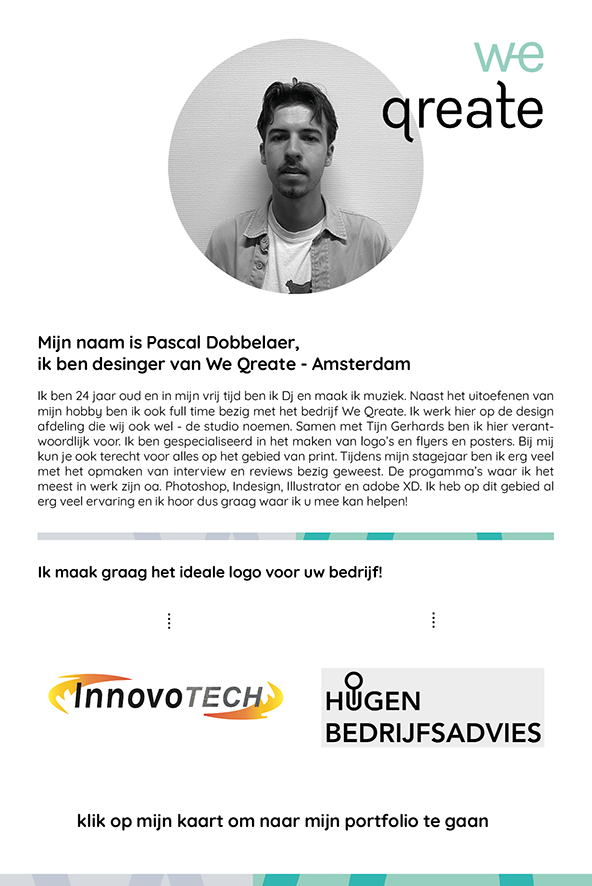 we
qreate
Mijn naam is Pascal Dobbelaer,
ik ben desinger van We Qreate - Amsterdam
Ik ben 24 jaar oud en in mijn vrij tijd ben ik Dj en maak ik muziek. Naast het uitoefenen van
mijn hobby ben ik ook full time bezig met het bedrijf We Qreate. Ik werk hier op de design
afdeling die wij ook wel - de studio noemen. Samen met Tijn Gerhards ben ik hier verant-
woordlijk voor. Ik ben gespecialiseerd in het maken van logo's en flyers en posters. Bij mij
kun je ook terecht voor alles op het gebied van print. Tijdens mijn stagejaar ben ik erg veel
met het opmaken van interview en reviews bezig geweest. De progamma's waar ik het
meest in werk zijn oa. Photoshop, Indesign, Illustrator en adobe XD. Ik heb op dit gebied al
erg veel ervaring en ik hoor dus graag waar ik u mee kan helpen!
Ik maak graag het ideale logo voor uw bedrijf!
InnovoTECH
HUGEN
BEDRIJFSADVIES
klik op mijn kaart om naar mijn portfolio te gaan